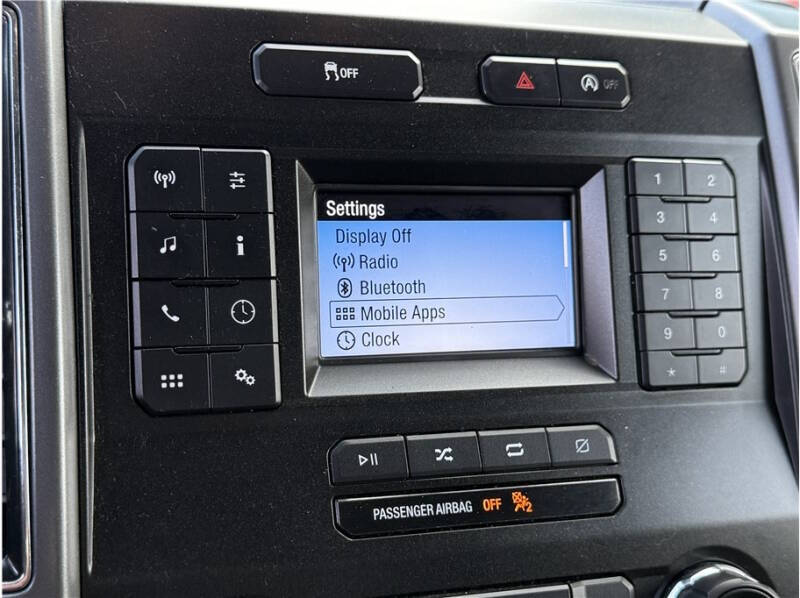 OFF
A OFF
Settings
Display Off
Radio
Bluetooth
Mobile Apps
Clock
i
1 2
3 4
5 6
7 8
9 0
* #
PASSENGER AIRBAG OFF 2